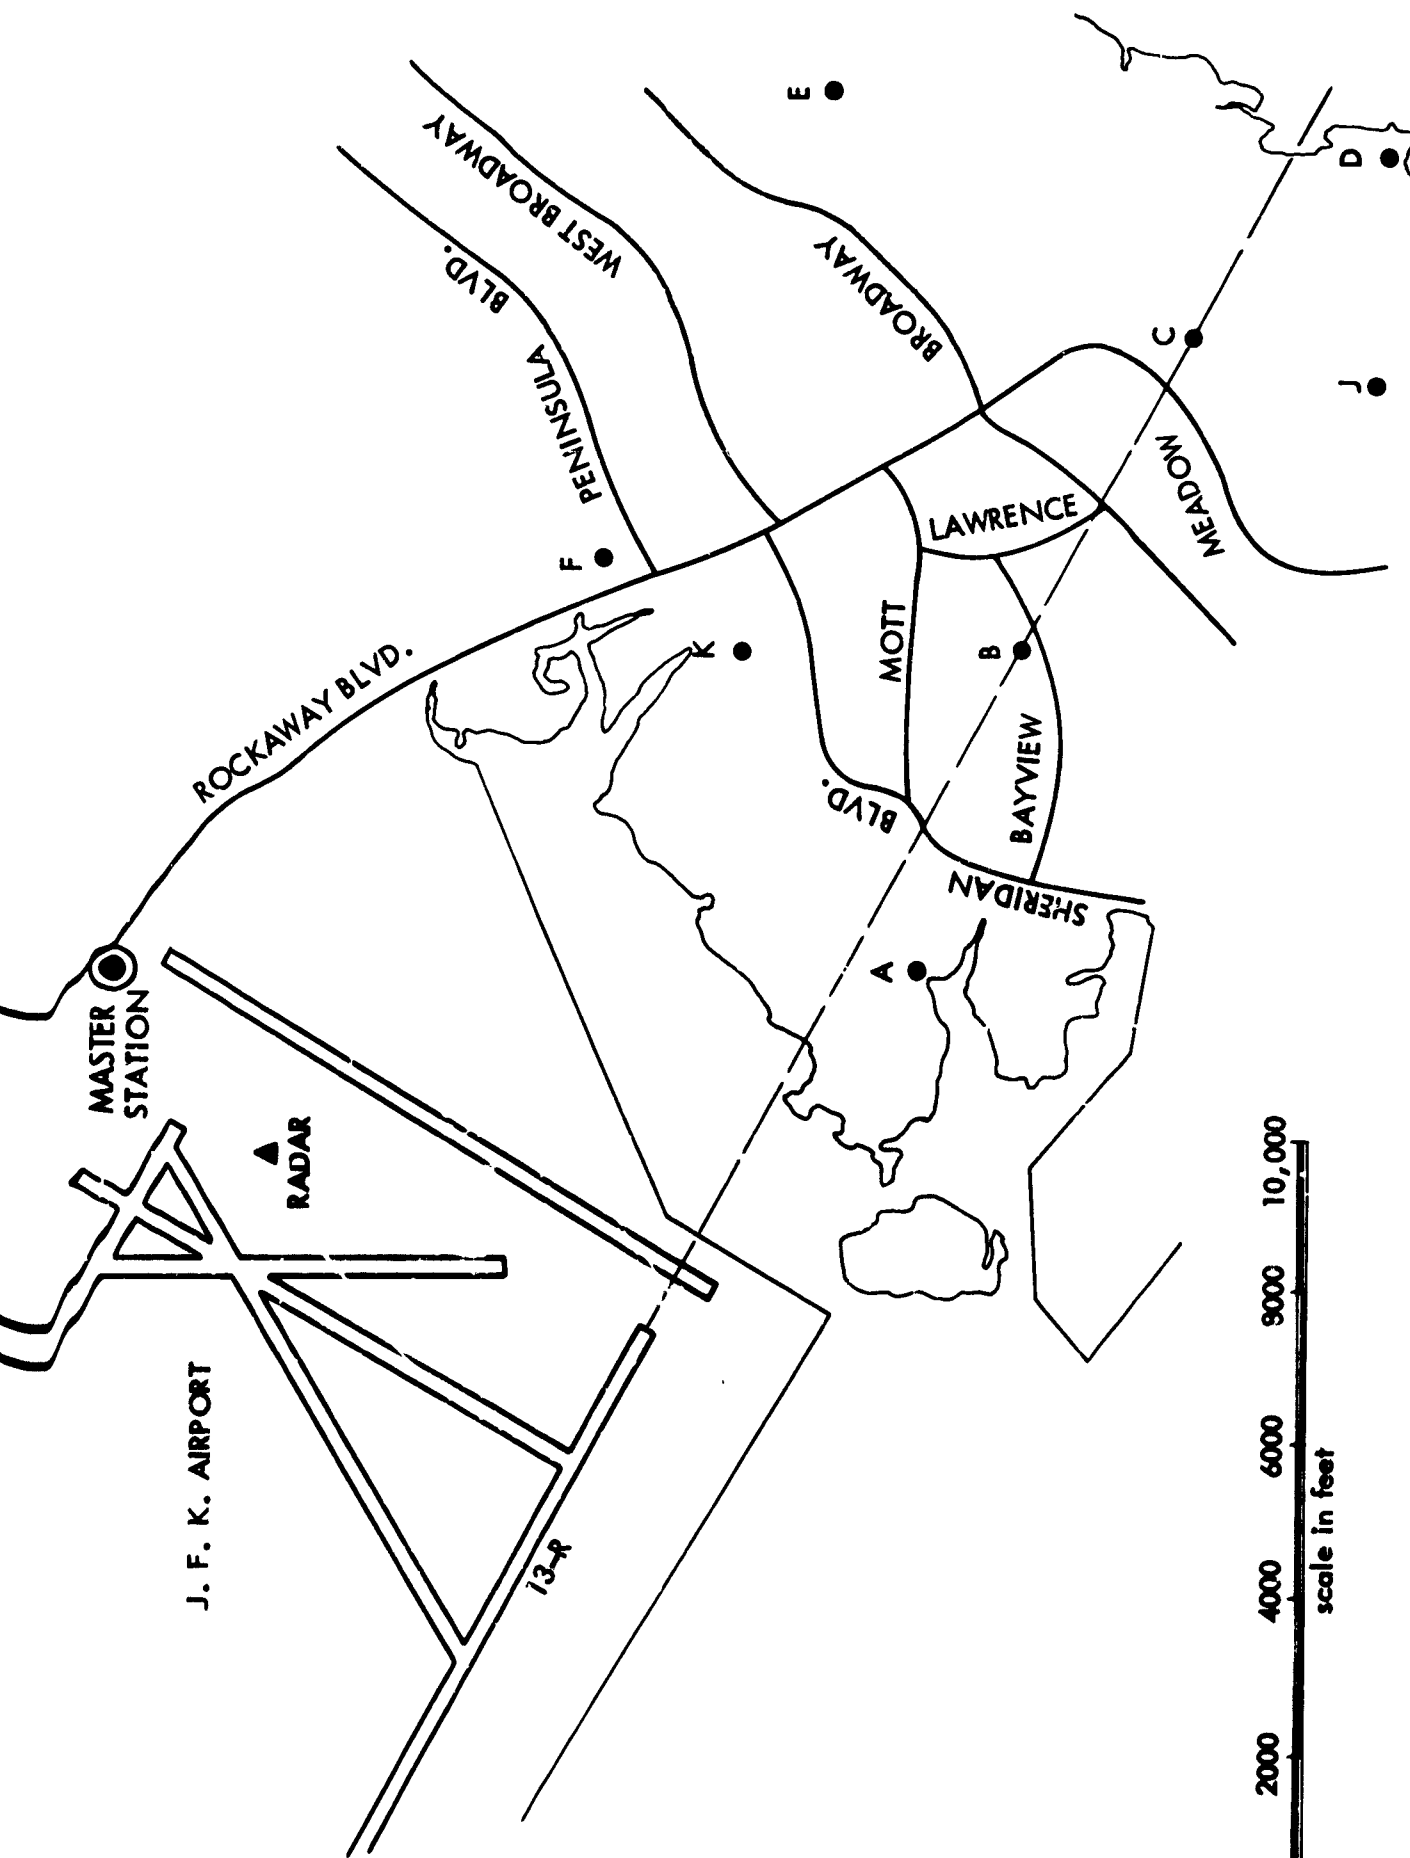 E
WEST BROADWAY
D
BLVD.
BROADWAY
C
PENINSULA
J
F
LAWRENCE
MEADOW
MOTT
K
B
ROCKAWAY BLVD.
BAYVIEW
BLVD.
SHERIDAN
A
MASTER
STATION
RADAR
J. F. K. AIRPORT
13-R
2000
4000
6000
8000
10,000
scale in feet